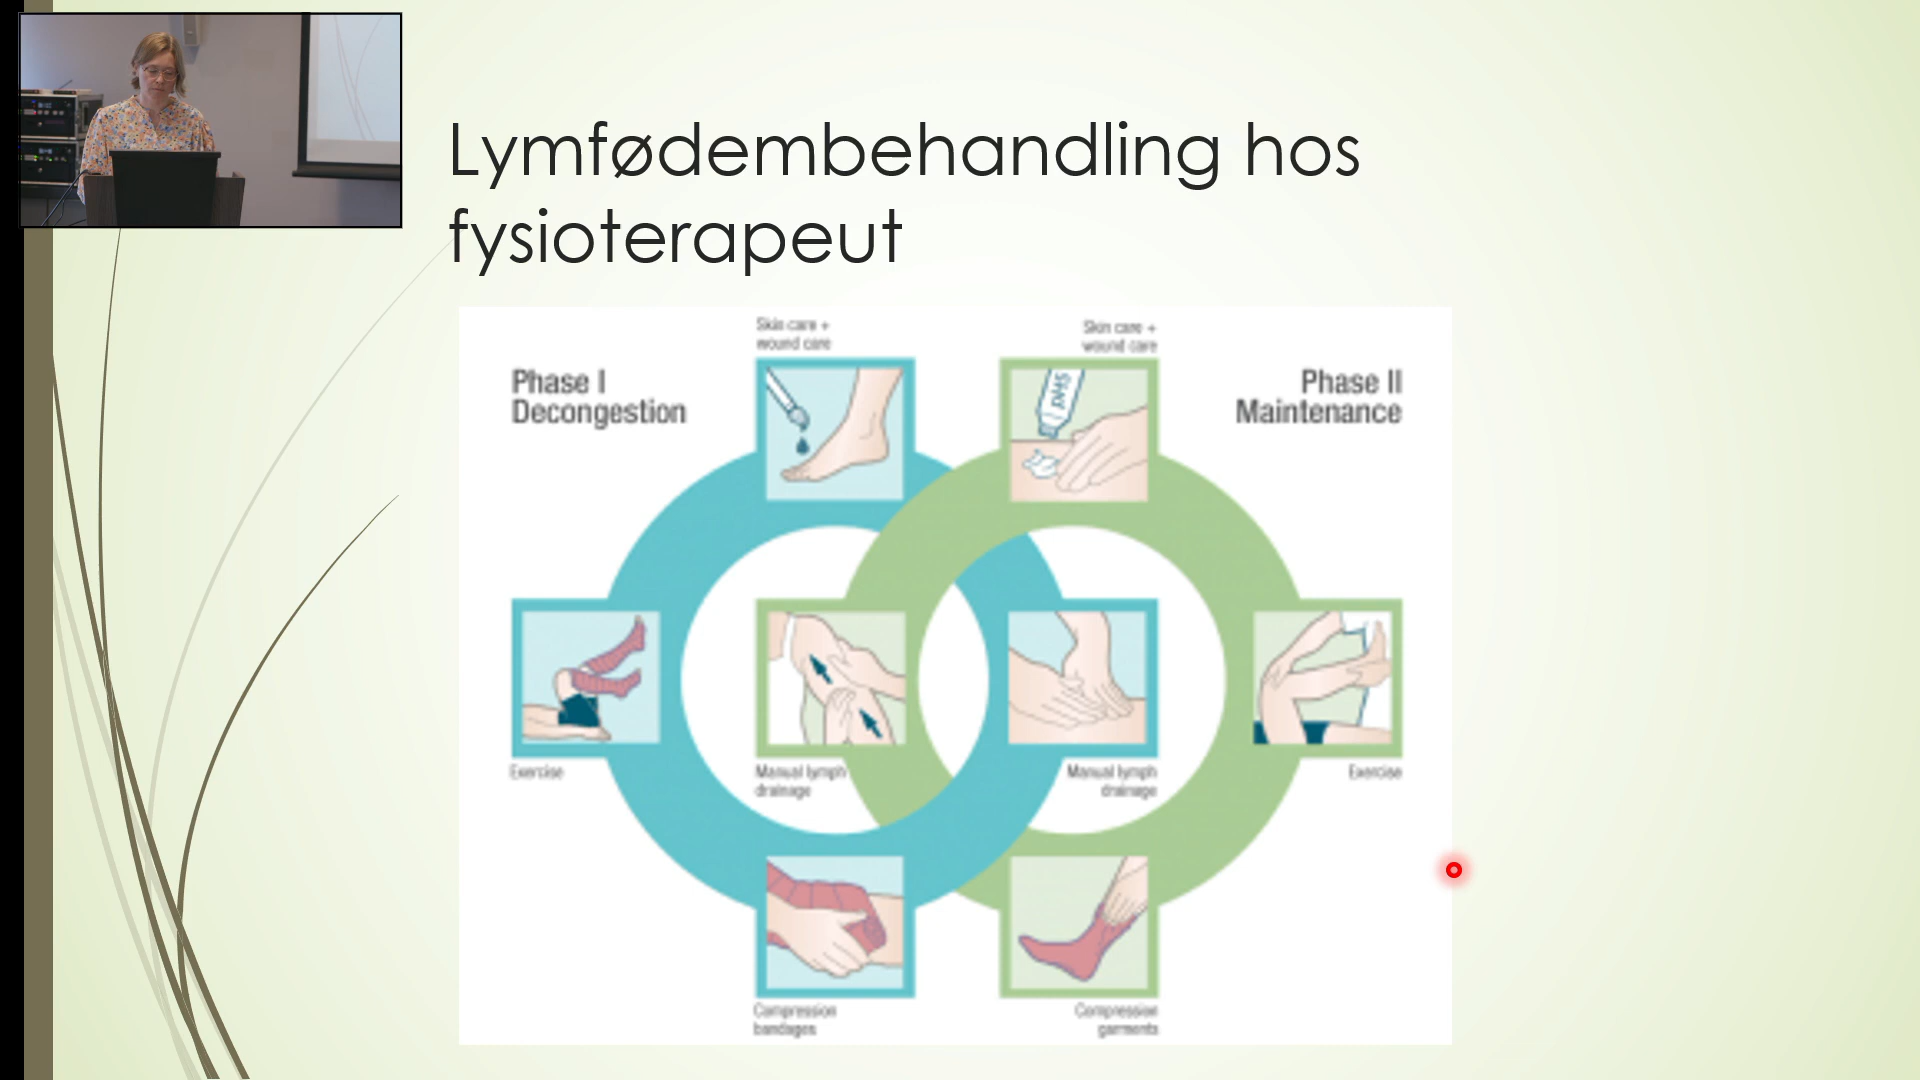 Lymfødembehandling hos
fysioterapeut
Skin care +
wound care
Skin care +
wound care
Phase I
Decongestion
Phase II
Maintenance
SHd
Exercise
Manual lymph
drainage
Manual lymph
drainage
Exercise
Compression
bandages
Compression
garments